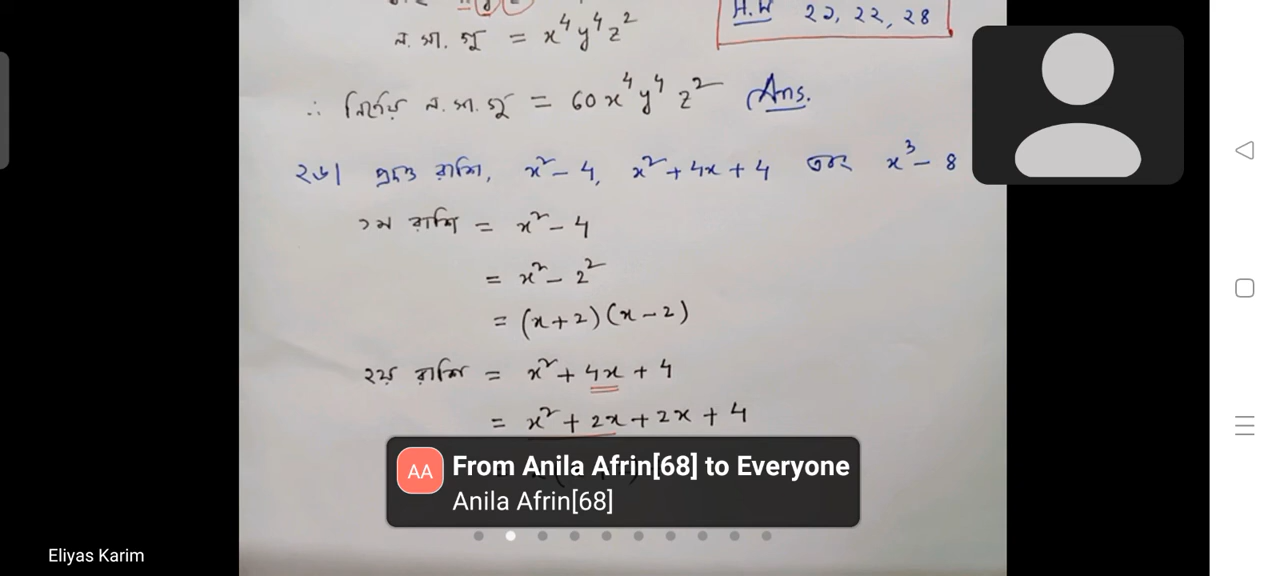 H.W 21, 22, 28
ল. সা. গু = x⁴y⁴z²
∴ নির্ণেয় ল. সা. গু = 60x⁴y⁴z² Ans.
২৬। প্রদত্ত রাশি, x² - 4, x² + 4x + 4 এবং x³ - 8
১ম রাশি = x² - 4
= x² - 2²
= (x+2)(x-2)
২য় রাশি = x² + 4x + 4
= x² + 2x + 2x + 4
AA
From Anila Afrin[68] to Everyone
Anila Afrin[68]
Eliyas Karim